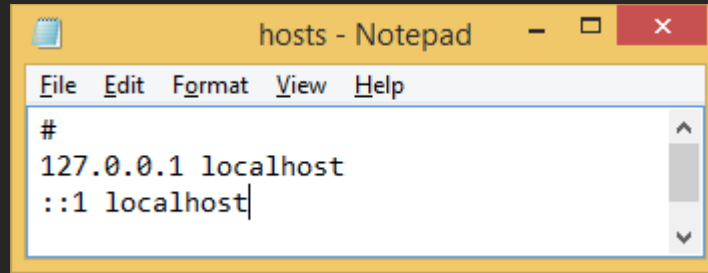 hosts - Notepad
File Edit Format View Help
#
127.0.0.1 localhost
::1 localhost